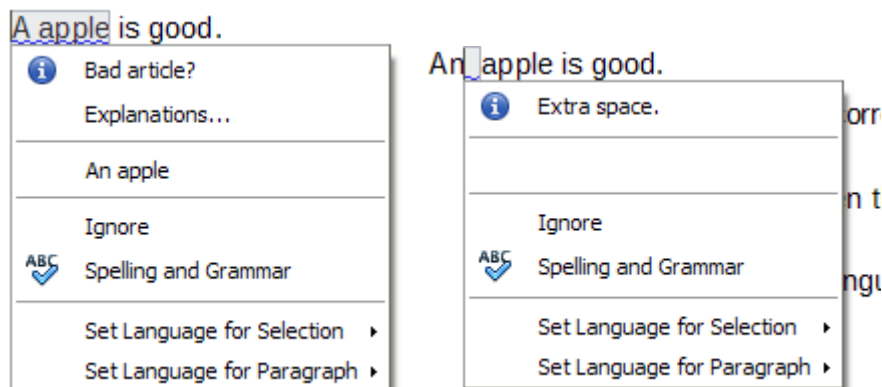 A apple is good.
Bad article?
Explanations...
An apple
Ignore
ABC
Spelling and Grammar
Set Language for Selection
Set Language for Paragraph
An  apple is good.
Extra space.
Ignore
ABC
Spelling and Grammar
Set Language for Selection
Set Language for Paragraph